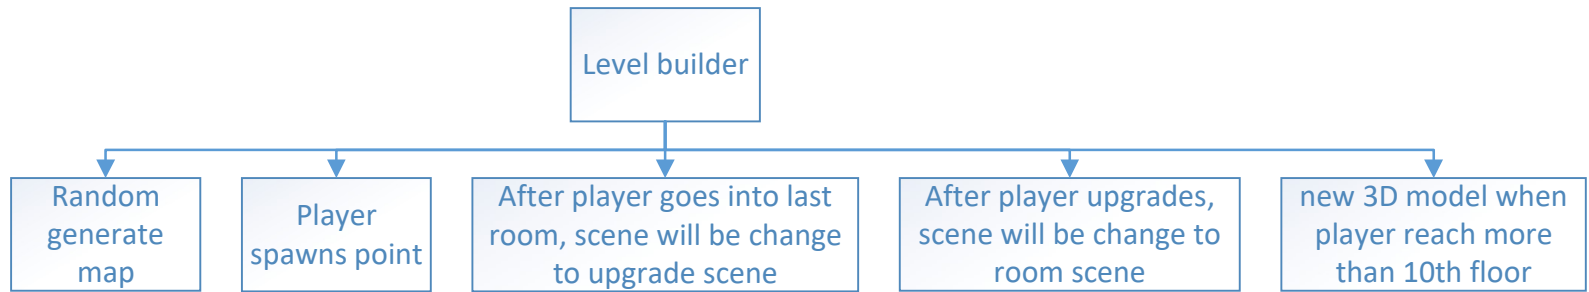 Level builder
Random
generate
map
Player
spawns point
After player goes into last
room, scene will be change
to upgrade scene
After player upgrades,
scene will be change to
room scene
new 3D model when
player reach more
than 10th floor